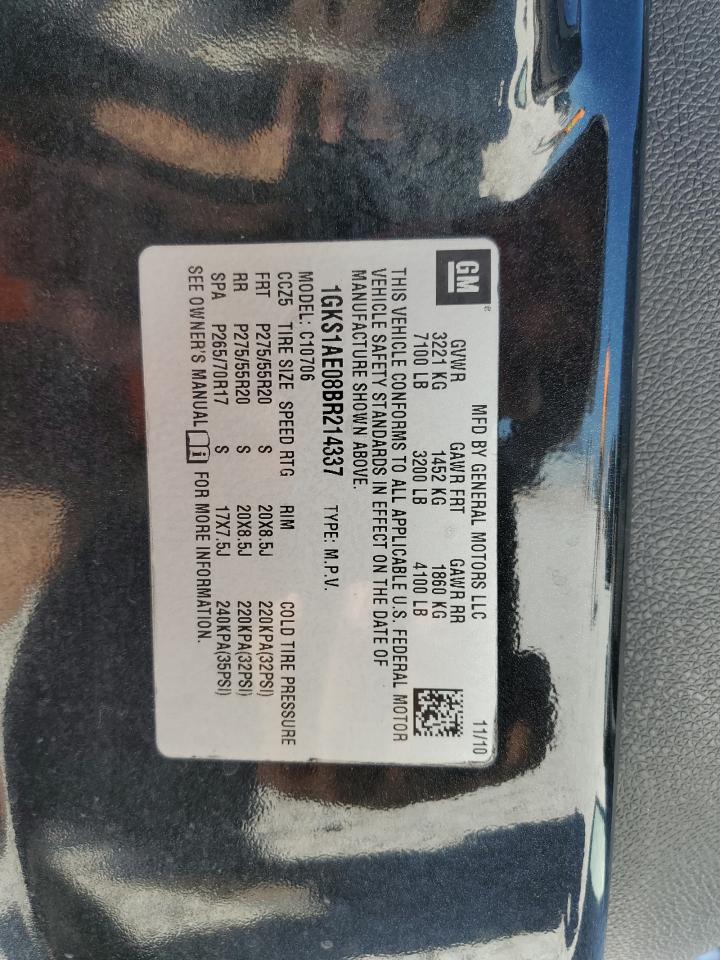 GM
MFD BY GENERAL MOTORS LLC 11/10
GVWR GAWR FRT GAWR RR
3221 KG 1452 KG 1860 KG
7100 LB 3200 LB 4100 LB
THIS VEHICLE CONFORMS TO ALL APPLICABLE U.S. FEDERAL MOTOR
VEHICLE SAFETY STANDARDS IN EFFECT ON THE DATE OF
MANUFACTURE SHOWN ABOVE.
1GKS1AE08BR214337 TYPE: M.P.V.
MODEL: C10706
CCZ5 TIRE SIZE SPEED RTG RIM COLD TIRE PRESSURE
FRT P275/55R20 S 20X8.5J 220KPA(32PSI)
RR P275/55R20 S 20X8.5J 220KPA(32PSI)
SPA P265/70R17 S 17X7.5J 240KPA(35PSI)
SEE OWNER'S MANUAL i FOR MORE INFORMATION.